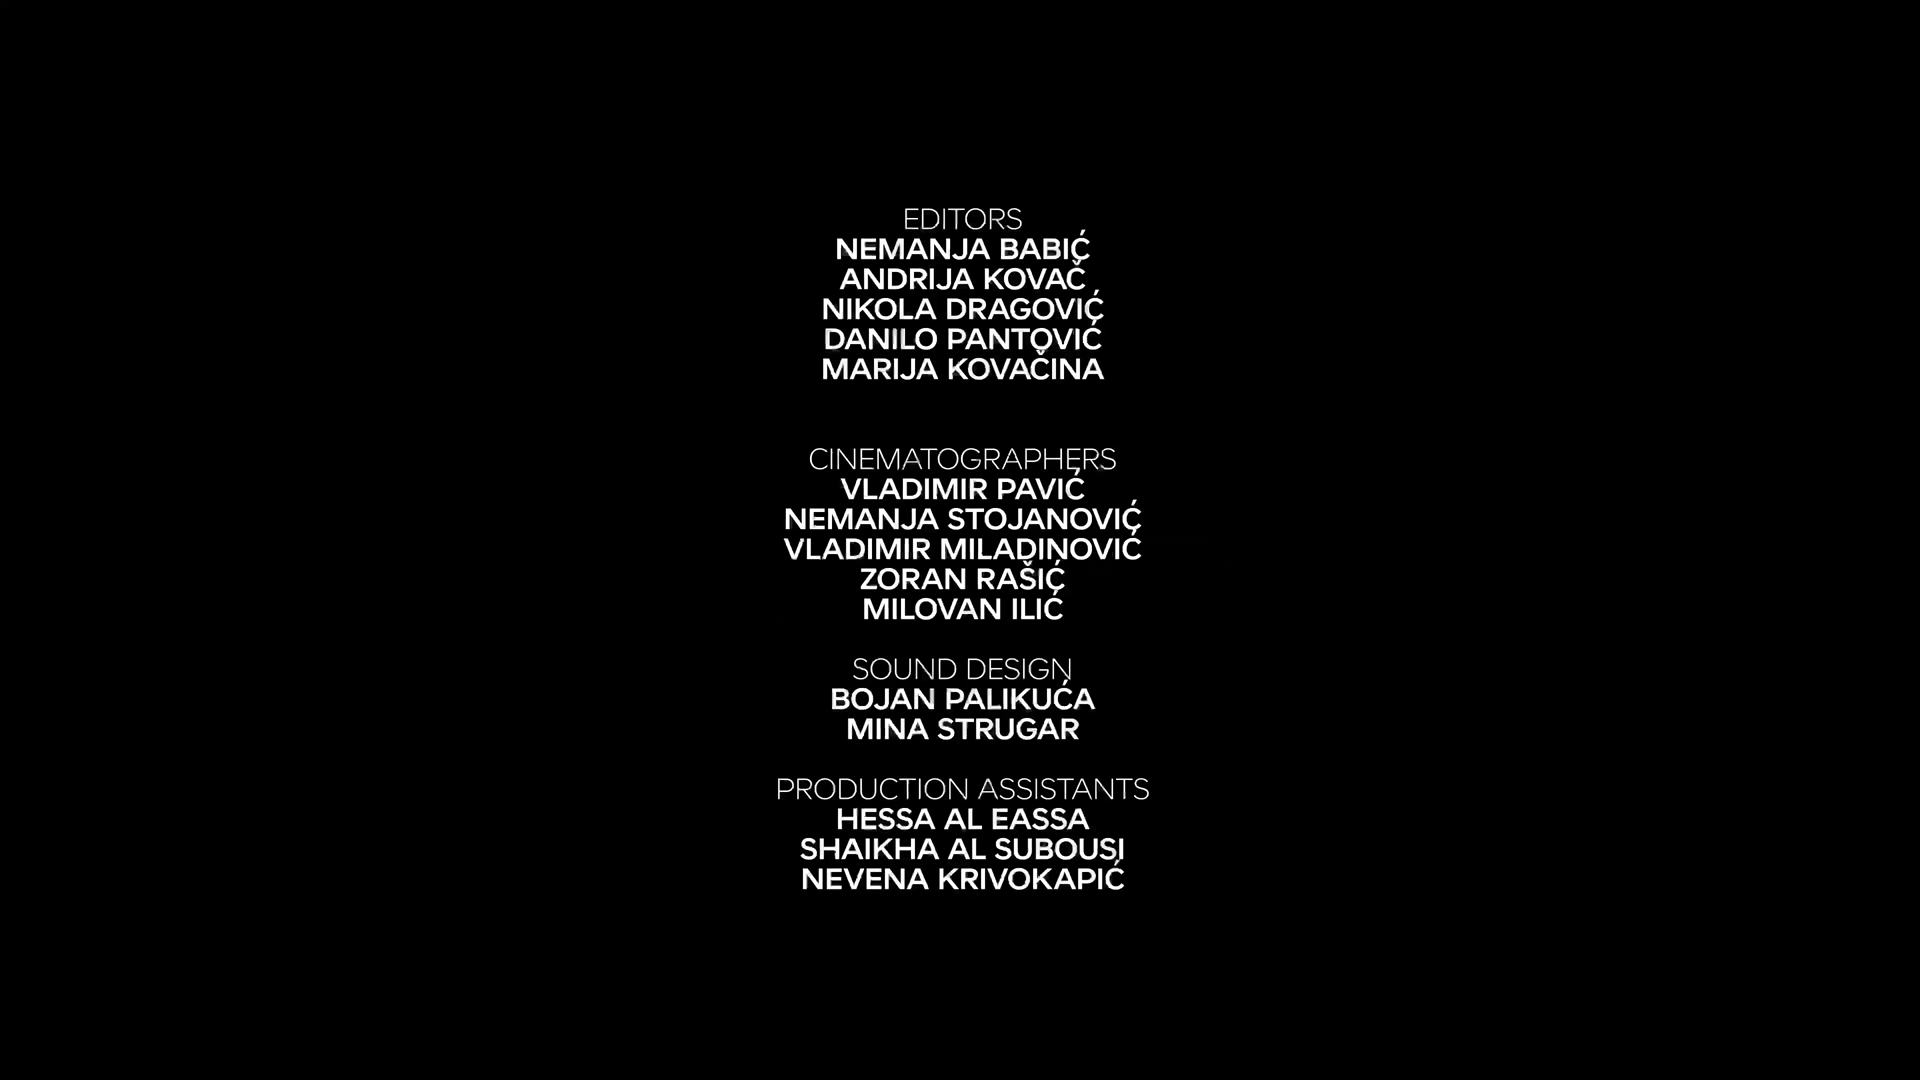 EDITORS
NEMANJA BABIĆ
ANDRIJA KOVAČ
NIKOLA DRAGOVIĆ
DANILO PANTOVIĆ
MARIJA KOVAČINA
CINEMATOGRAPHERS
VLADIMIR PAVIĆ
NEMANJA STOJANOVIĆ
VLADIMIR MILADINOVIĆ
ZORAN RAŠIĆ
MILOVAN ILIĆ
SOUND DESIGN
BOJAN PALIKUĆA
MINA STRUGAR
PRODUCTION ASSISTANTS
HESSA AL EASSA
SHAIKHA AL SUBOUSI
NEVENA KRIVOKAPIĆ